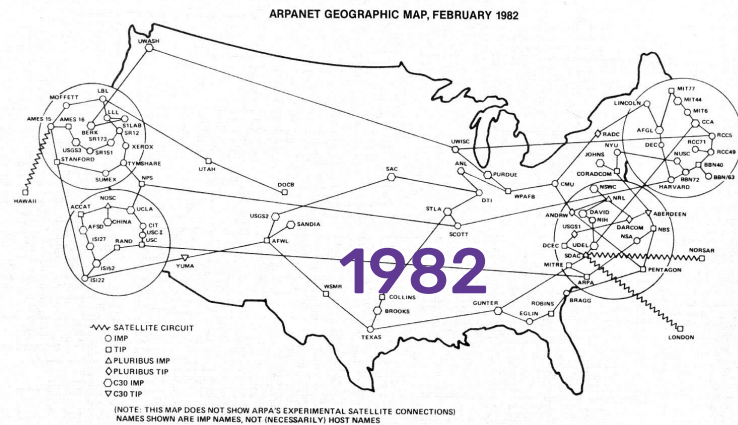 ARPANET GEOGRAPHIC MAP, FEBRUARY 1982
UWASH
MOFFETT
LBL
AMES 15
AMES 16
LLL
S1LAB
BERK
SR12
USGS3
SR173
SR151
XEROX
STANFORD
TYMSHARE
SUMEX
HAWAII
NPS
ACCAT
NOSC
AFSD
CHINA
UCLA
CIT
USC
ISI27
RAND
ISI52
ISI22
YUMA
UTAH
DOCB
SAC
USGS2
SANDIA
AFWL
WSMR
TEXAS
COLLINS
BROOKS
1982
UWISC
ANL
PURDUE
DTI
WPAFB
STLA
SCOTT
GUNTER
EGLIN
ROBINS
BRAGG
CMU
ANDRW
RADC
LINCOLN
MIT77
MIT44
MIT6
CCA
AFGL
RCC5
DEC
RCC71
RCC49
NYU
NUSC
BBN40
JOHNS
CORADCOM
HARVARD
BBN72
BBN/63
NSWC
NRL
DAVID
NIH
ABERDEEN
USGS1
DARCOM
NBS
NSA
DCEC
UDEL
SDAC
MITRE
ARPA
PENTAGON
NORSAR
LONDON
SATELLITE CIRCUIT
IMP
TIP
PLURIBUS IMP
PLURIBUS TIP
C30 IMP
C30 TIP
(NOTE: THIS MAP DOES NOT SHOW ARPA'S EXPERIMENTAL SATELLITE CONNECTIONS)
NAMES SHOWN ARE IMP NAMES, NOT (NECESSARILY) HOST NAMES